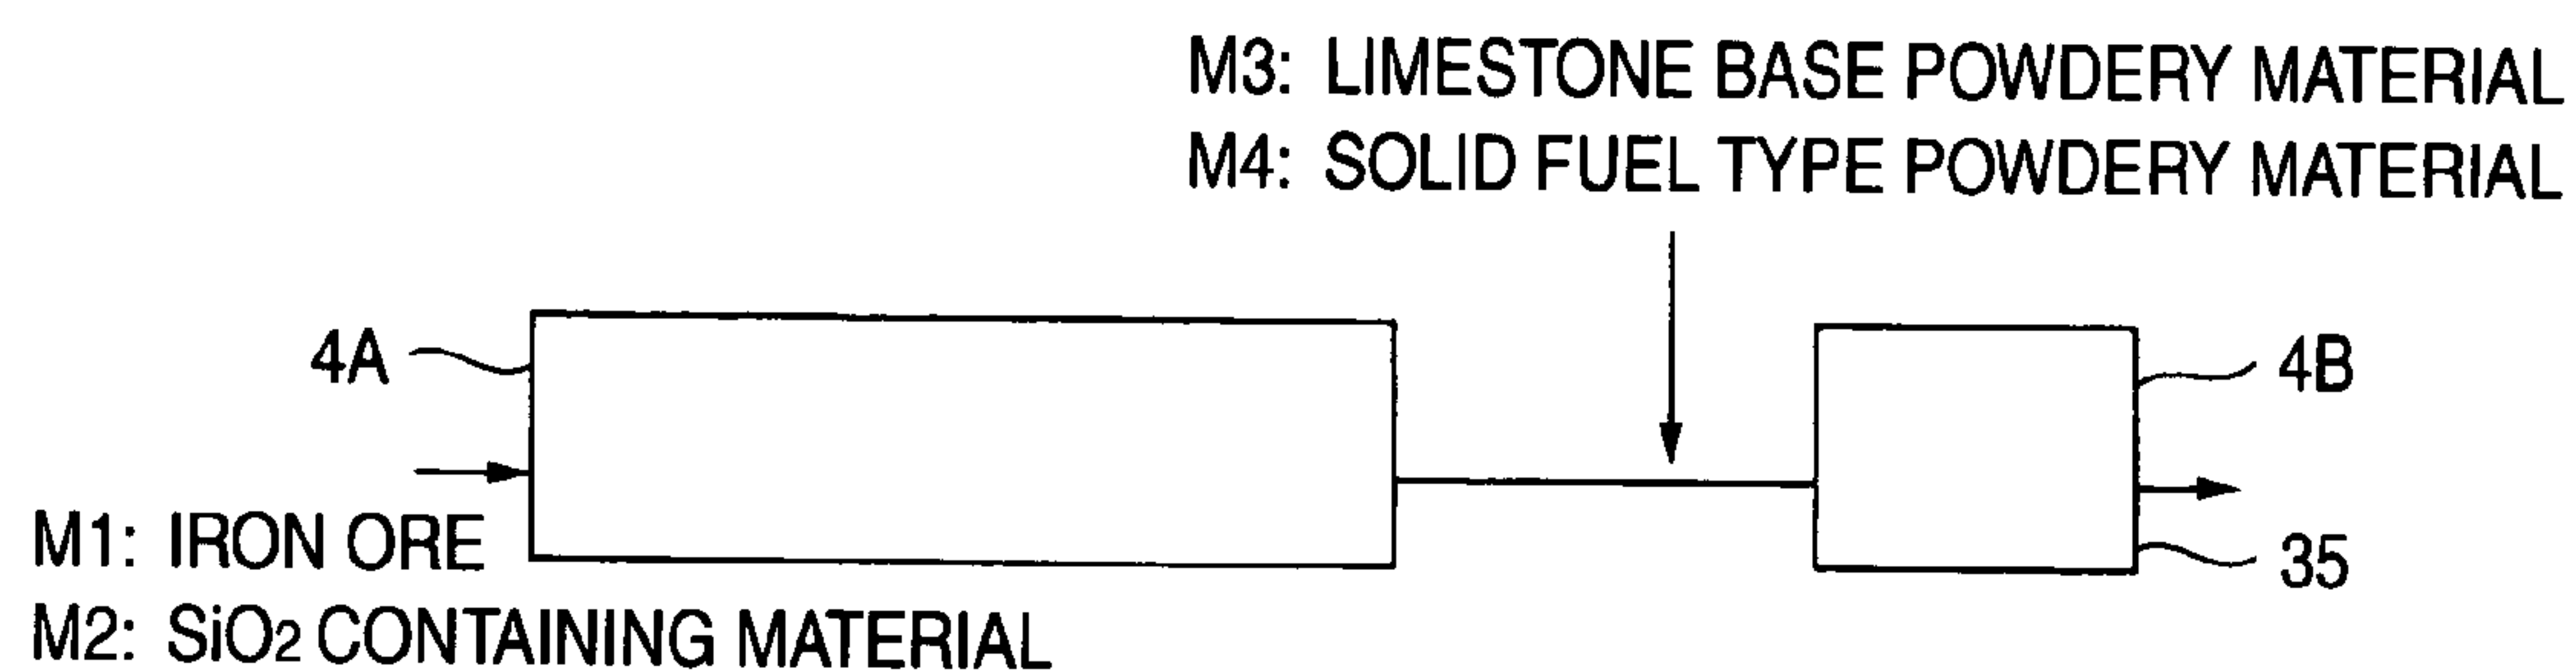 M3: LIMESTONE BASE POWDERY MATERIAL
M4: SOLID FUEL TYPE POWDERY MATERIAL
4A
4B
M1: IRON ORE
35
M2: SiO2 CONTAINING MATERIAL